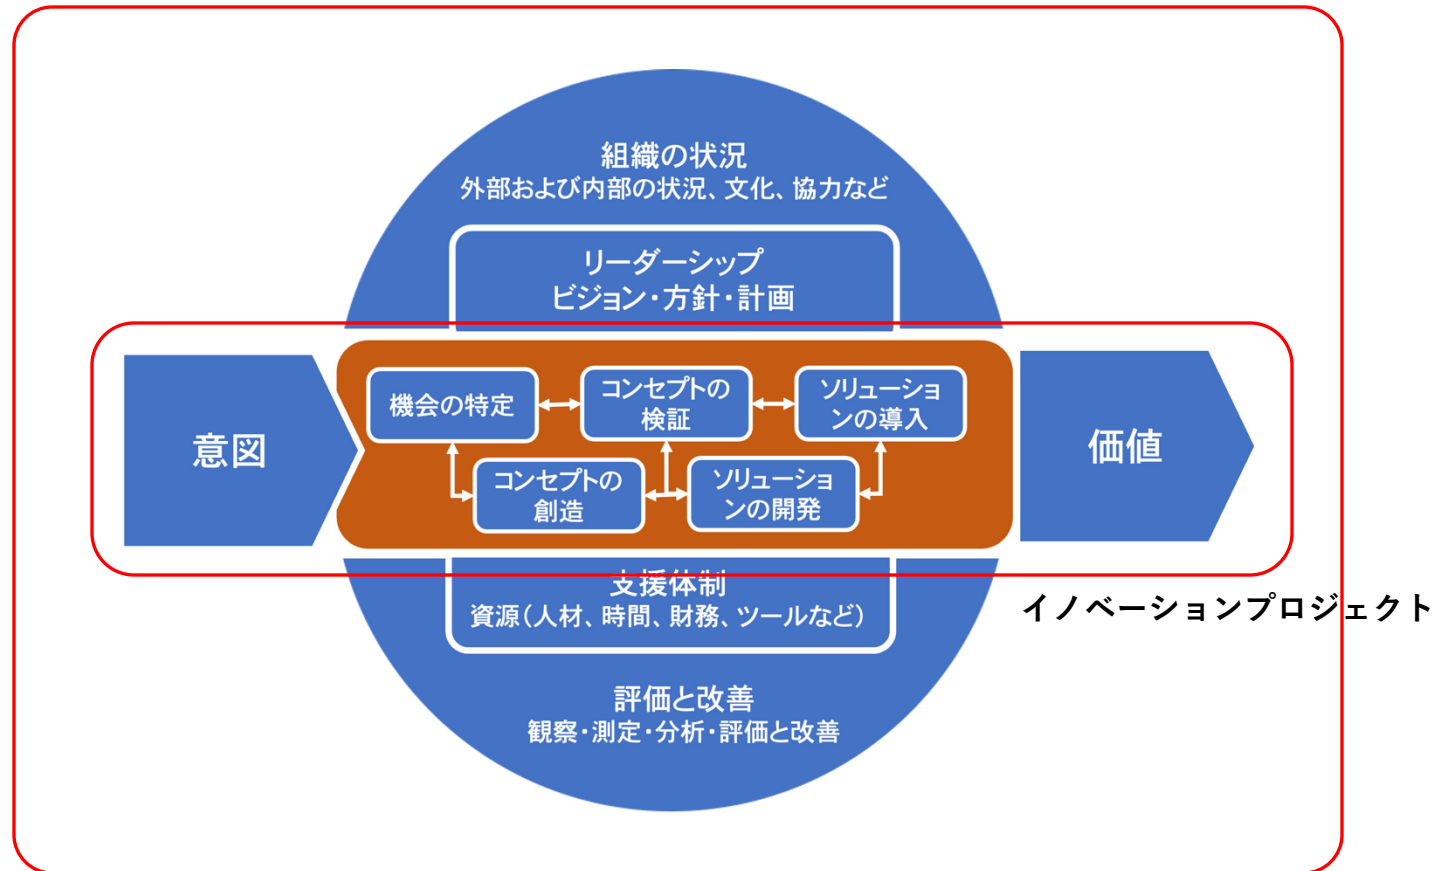 組織の状況
外部および内部の状況、文化、協力など
リーダーシップ
ビジョン・方針・計画
意図
機会の特定
コンセプトの
検証
ソリューショ
ンの導入
コンセプトの
創造
ソリューショ
ンの開発
価値
支援体制
資源(人材、時間、財務、ツールなど)
イノベーションプロジェクト
評価と改善
観察・測定・分析・評価と改善